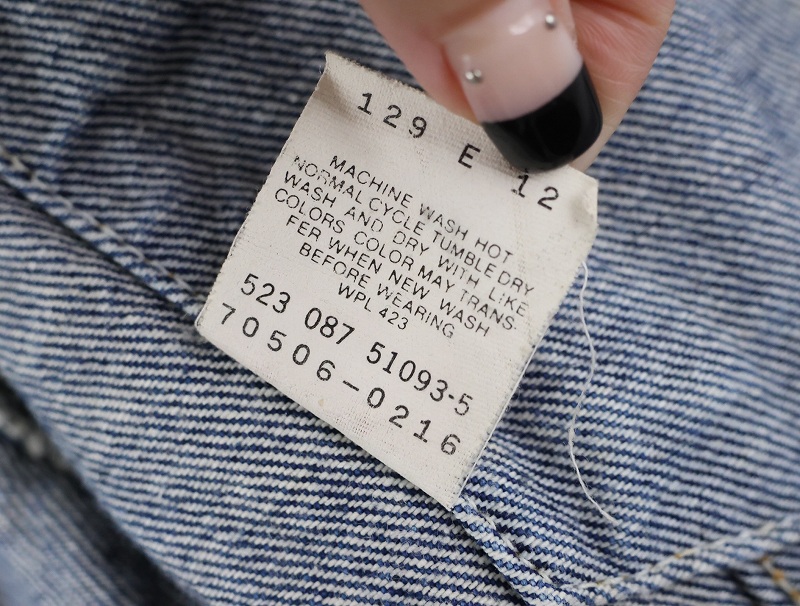 129 E 12
MACHINE WASH HOT
NORMAL CYCLE TUMBLE DRY
WASH AND DRY WITH LIKE
COLORS COLOR MAY TRANS-
FER WHEN NEW WASH
BEFORE WEARING
WPL 423
523 087 51093-5
70506-0216